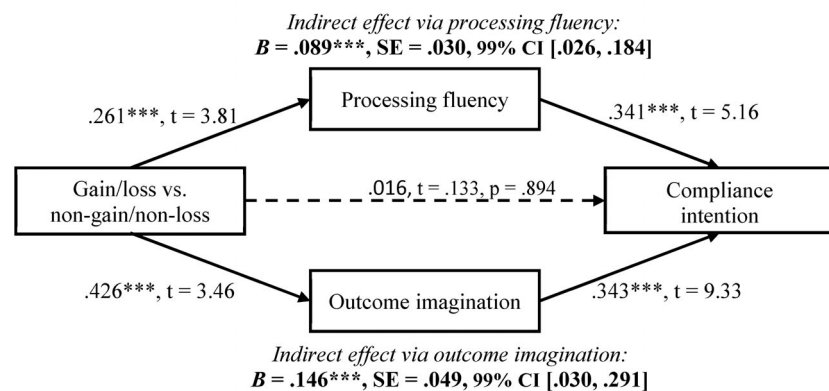 Indirect effect via processing fluency:
B = .089***, SE = .030, 99% CI [.026, .184]
Processing fluency
.261***, t = 3.81
.341***, t = 5.16
Gain/loss vs.
non-gain/non-loss
.016, t = .133, p = .894
Compliance
intention
.426***, t = 3.46
Outcome imagination
.343***, t = 9.33
Indirect effect via outcome imagination:
B = .146***, SE = .049, 99% CI [.030, .291]